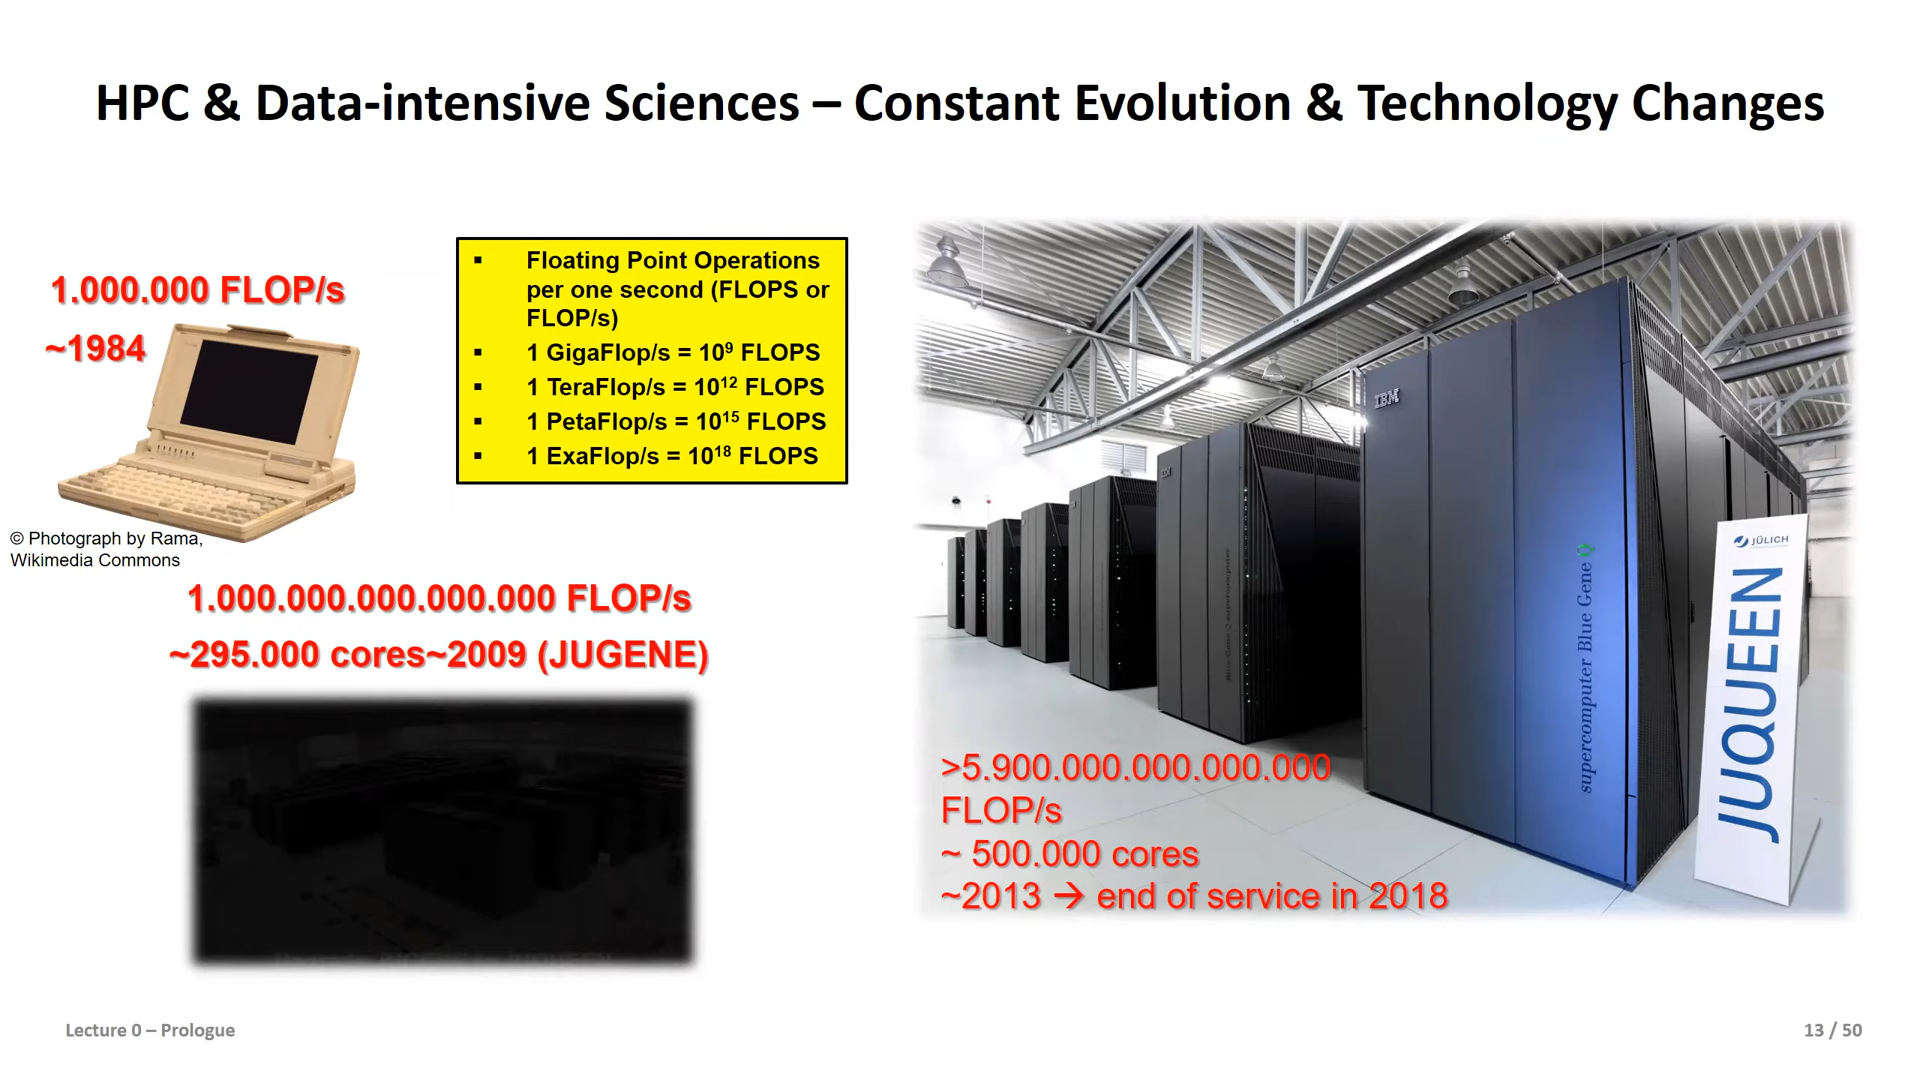 HPC & Data-intensive Sciences – Constant Evolution & Technology Changes
1.000.000 FLOP/s
~1984
© Photograph by Rama,
Wikimedia Commons
▪ Floating Point Operations
per one second (FLOPS or
FLOP/s)
▪ 1 GigaFlop/s = 10⁹ FLOPS
▪ 1 TeraFlop/s = 10¹² FLOPS
▪ 1 PetaFlop/s = 10¹⁵ FLOPS
▪ 1 ExaFlop/s = 10¹⁸ FLOPS
1.000.000.000.000.000 FLOP/s
~295.000 cores~2009 (JUGENE)
IBM
supercomputer Blue Gene Q
JÜLICH
JUQUEEN
>5.900.000.000.000.000
FLOP/s
~ 500.000 cores
~2013 → end of service in 2018
Lecture 0 – Prologue
13 / 50